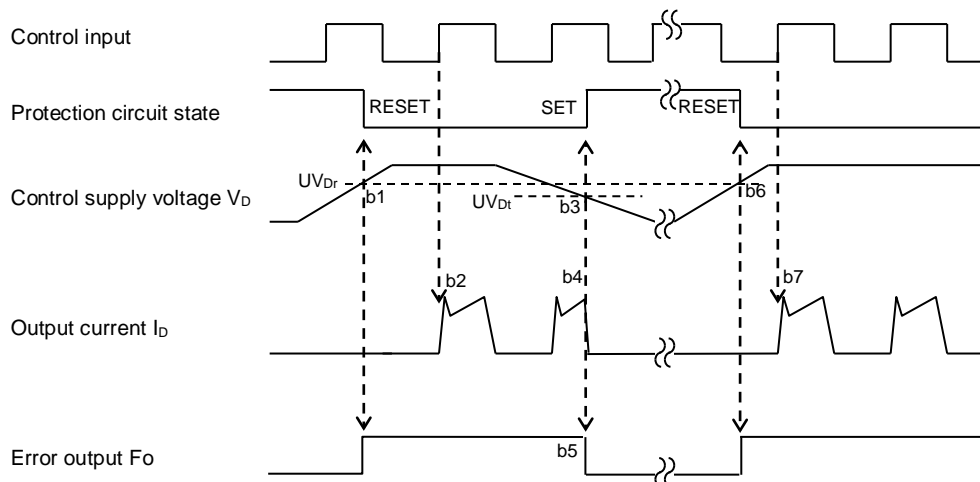 Control input
Protection circuit state
RESET
SET
RESET
Control supply voltage VD
UVDr
b1
UVDt
b3
b6
b2
b4
b7
Output current ID
b5
Error output Fo